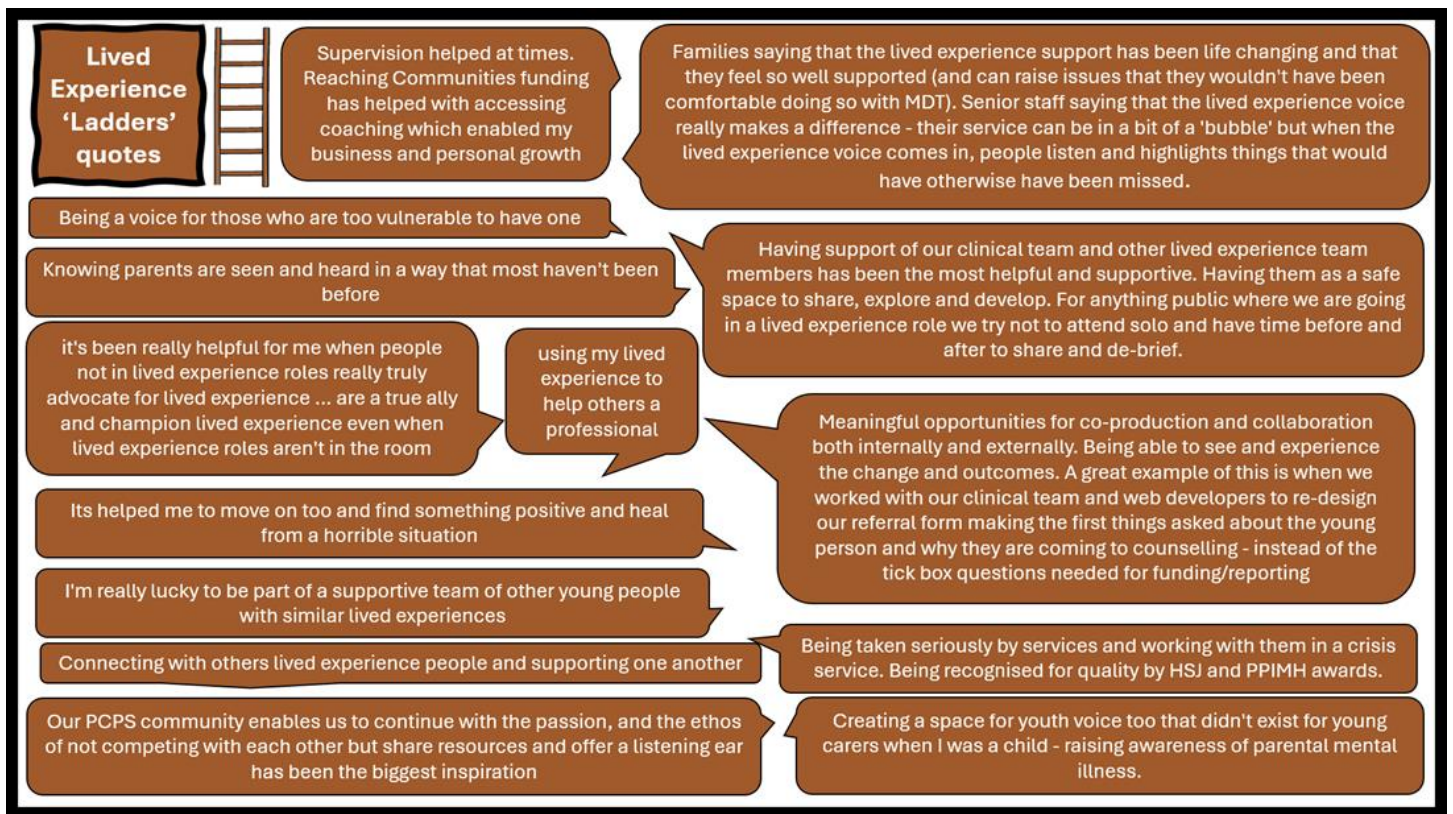 Lived
Experience
‘Ladders’
quotes
Supervision helped at times.
Reaching Communities funding
has helped with accessing
coaching which enabled my
business and personal growth
Families saying that the lived experience support has been life changing and that
they feel so well supported (and can raise issues that they wouldn't have been
comfortable doing so with MDT). Senior staff saying that the lived experience voice
really makes a difference - their service can be in a bit of a 'bubble' but when the
lived experience voice comes in, people listen and highlights things that would
have otherwise have been missed.
Being a voice for those who are too vulnerable to have one
Knowing parents are seen and heard in a way that most haven't been
before
Having support of our clinical team and other lived experience team
members has been the most helpful and supportive. Having them as a safe
space to share, explore and develop. For anything public where we are going
in a lived experience role we try not to attend solo and have time before and
after to share and de-brief.
it's been really helpful for me when people
not in lived experience roles really truly
advocate for lived experience ... are a true ally
and champion lived experience even when
lived experience roles aren't in the room
using my lived
experience to
help others a
professional
Meaningful opportunities for co-production and collaboration
both internally and externally. Being able to see and experience
the change and outcomes. A great example of this is when we
worked with our clinical team and web developers to re-design
our referral form making the first things asked about the young
person and why they are coming to counselling - instead of the
tick box questions needed for funding/reporting
Its helped me to move on too and find something positive and heal
from a horrible situation
I'm really lucky to be part of a supportive team of other young people
with similar lived experiences
Connecting with others lived experience people and supporting one another
Being taken seriously by services and working with them in a crisis
service. Being recognised for quality by HSJ and PPIMH awards.
Our PCPS community enables us to continue with the passion, and the ethos
of not competing with each other but share resources and offer a listening ear
has been the biggest inspiration
Creating a space for youth voice too that didn't exist for young
carers when I was a child - raising awareness of parental mental
illness.